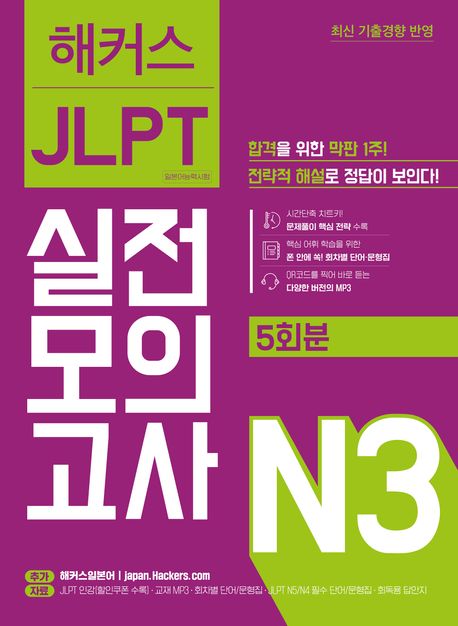 최신 기출경향 반영
해커스
JLPT
일본어능력시험
합격을 위한 막판 1주!
전략적 해설로 정답이 보인다!
시간단축 치트키!
문제풀이 핵심 전략 수록
핵심 어휘 학습을 위한
폰 안에 쏙! 회차별 단어·문형집
QR코드를 찍어 바로 듣는
다양한 버전의 MP3
실전
모의
고사
5회분
N3
추가
자료
해커스일본어 | japan.Hackers.com
JLPT 인강(할인쿠폰 수록) · 교재 MP3 · 회차별 단어/문형집 · JLPT N5/N4 필수 단어/문형집 · 회독용 답안지